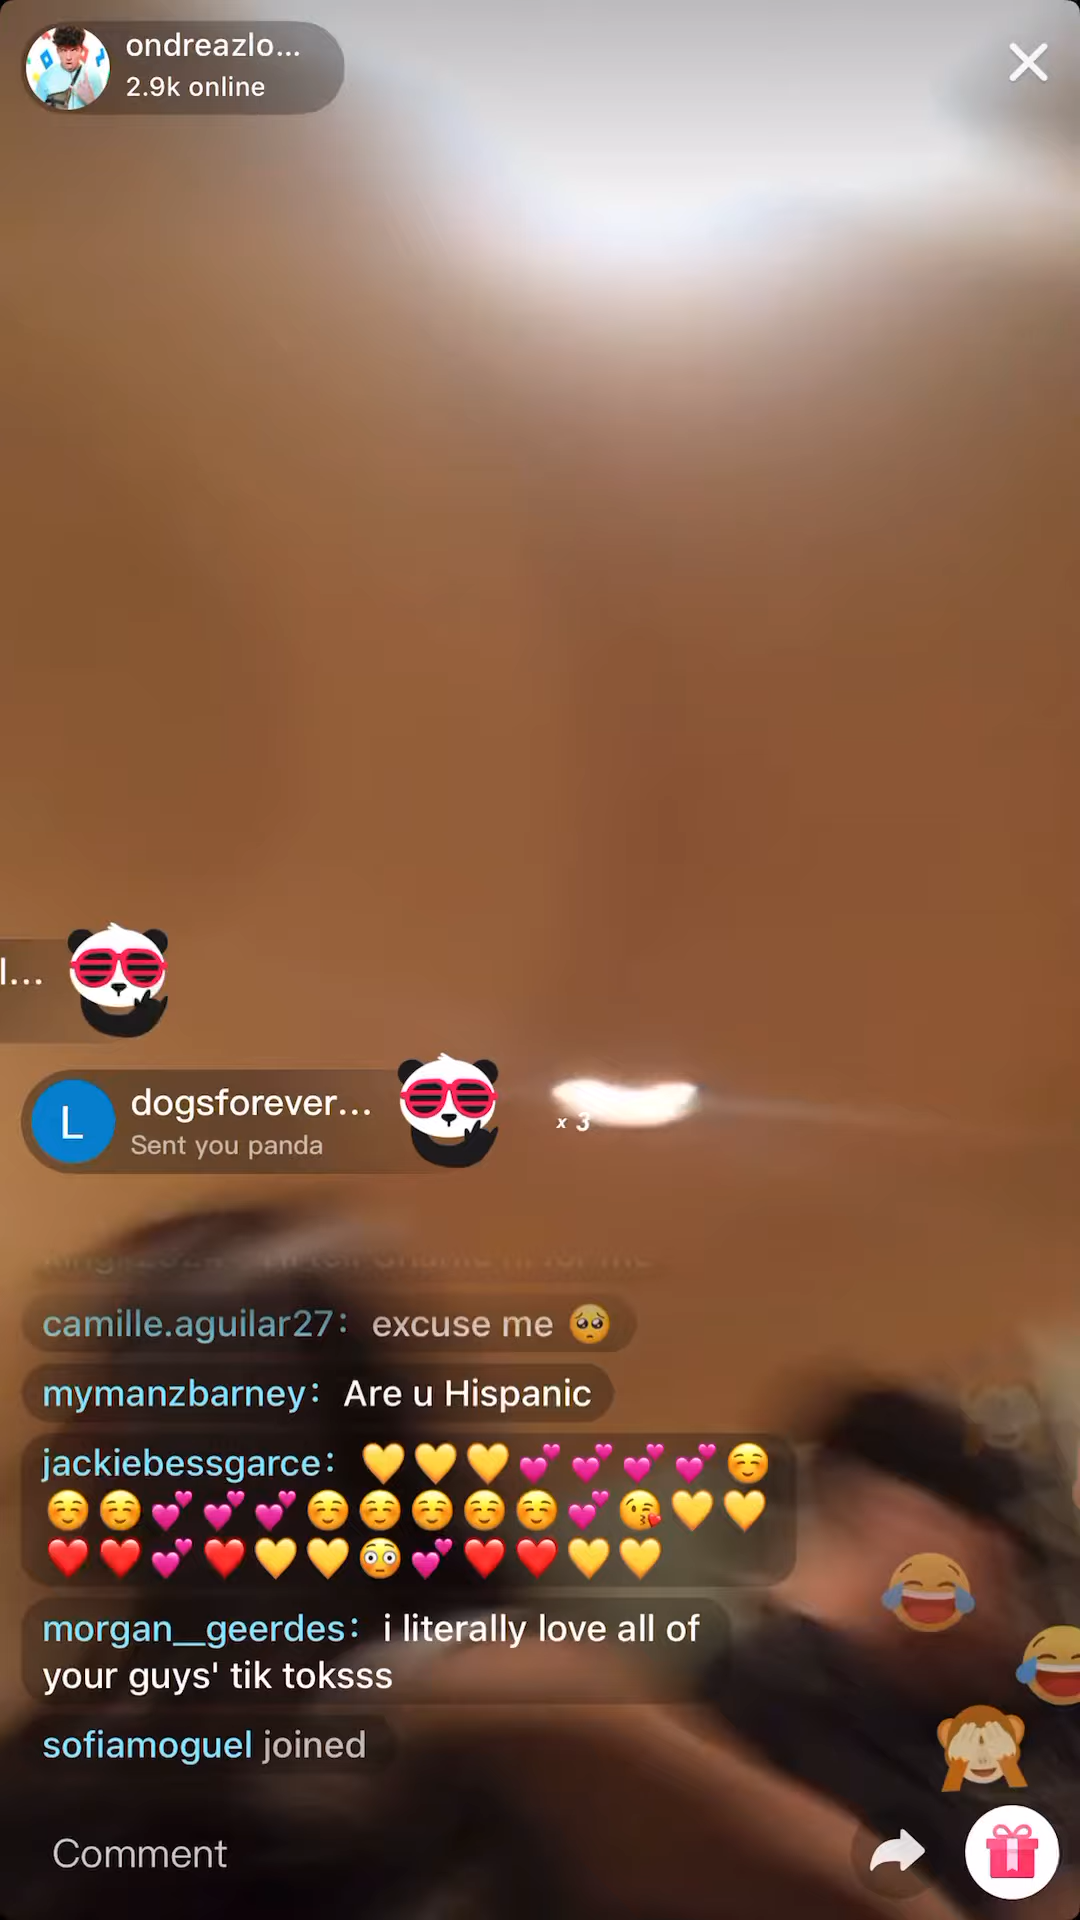 ondreazlo...
2.9k online
l...
dogsforever...
L
Sent you panda
x 3
camille.aguilar27: excuse me 🥺
mymanzbarney: Are u Hispanic
jackiebessgarce: 💛💛💛💕💕💕💕☺️
☺️☺️💕💕💕☺️☺️☺️☺️☺️💕😘💛💛
❤️❤️💕❤️💛💛😳💕❤️❤️💛💛
morgan__geerdes: i literally love all of
your guys' tik toksss
sofiamoguel joined
Comment